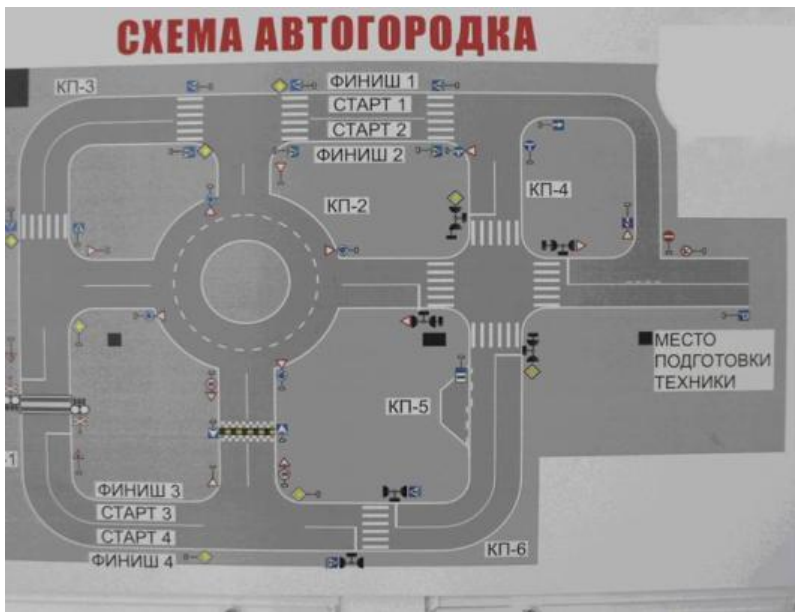 СХЕМА АВТОГОРОДКА
КП-3
ФИНИШ 1
СТАРТ 1
СТАРТ 2
ФИНИШ 2
КП-4
КП-2
МЕСТО
ПОДГОТОВКИ
ТЕХНИКИ
КП-5
-1
ФИНИШ 3
СТАРТ 3
СТАРТ 4
ФИНИШ 4
КП-6